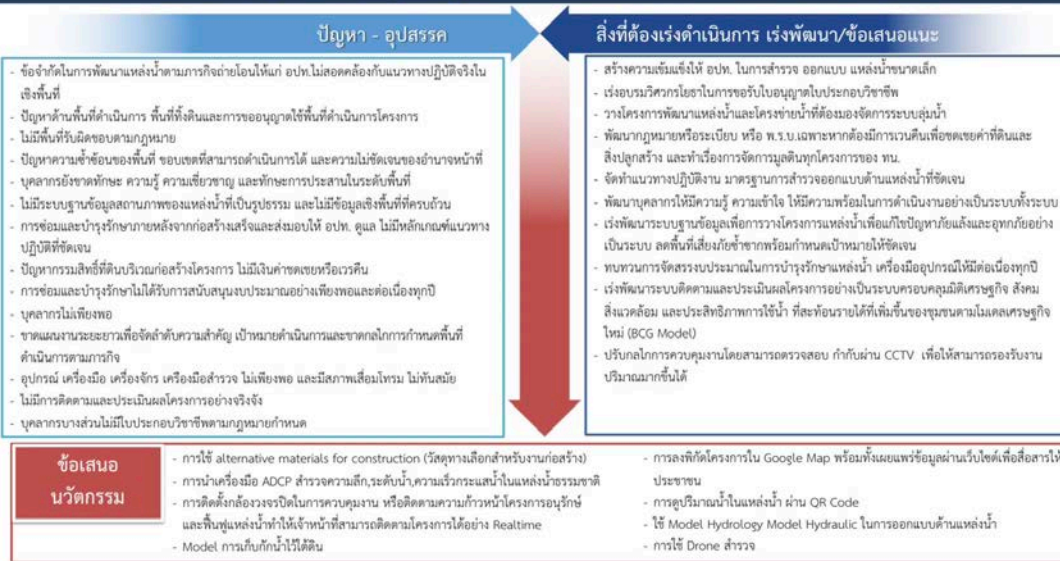 ปัญหา - อุปสรรค
- ข้อจำกัดในการพัฒนาแหล่งน้ำตามภารกิจถ่ายโอนให้แก่ อปท.ไม่สอดคล้องกับแนวทางปฏิบัติจริงใน
เชิงพื้นที่
- ปัญหาด้านพื้นที่ดำเนินการ พื้นที่ทิ้งดินและการขออนุญาตใช้พื้นที่ดำเนินการโครงการ
- ไม่มีพื้นที่รับผิดชอบตามกฎหมาย
- ปัญหาความซ้ำซ้อนของพื้นที่ ขอบเขตที่สามารถดำเนินการได้ และความไม่ชัดเจนของอำนาจหน้าที่
- บุคลากรยังขาดทักษะ ความรู้ ความเชี่ยวชาญ และทักษะการประสานในระดับพื้นที่
- ไม่มีระบบฐานข้อมูลสถานภาพของแหล่งน้ำที่เป็นรูปธรรม และไม่มีข้อมูลเชิงพื้นที่ที่ครบถ้วน
- การซ่อมและบำรุงรักษาภายหลังจากก่อสร้างเสร็จและส่งมอบให้ อปท. ดูแล ไม่มีหลักเกณฑ์แนวทาง
ปฏิบัติที่ชัดเจน
- ปัญหากรรมสิทธิ์ที่ดินบริเวณก่อสร้างโครงการ ไม่มีเงินค่าชดเชยหรือเวรคืน
- การซ่อมและบำรุงรักษาไม่ได้รับการสนับสนุนงบประมาณอย่างเพียงพอและต่อเนื่องทุกปี
- บุคลากรไม่เพียงพอ
- ขาดแผนงานระยะยาวเพื่อจัดลำดับความสำคัญ เป้าหมายดำเนินการและขาดกลไกการกำหนดพื้นที่
ดำเนินการตามภารกิจ
- อุปกรณ์ เครื่องมือ เครื่องจักร เครืองมือสำรวจ ไม่เพียงพอ และมีสภาพเสื่อมโทรม ไม่ทันสมัย
- ไม่มีการติดตามและประเมินผลโครงการอย่างจริงจัง
- บุคลากรบางส่วนไม่มีใบประกอบวิชาชีพตามกฎหมายกำหนด
สิ่งที่ต้องเร่งดำเนินการ เร่งพัฒนา/ข้อเสนอแนะ
- สร้างความเข้มแข็งให้ อปท. ในการสำรวจ ออกแบบ แหล่งน้ำขนาดเล็ก
- เร่งอบรมวิศวกรโยธาในการขอรับใบอนุญาตใบประกอบวิชาชีพ
- วางโครงการพัฒนาแหล่งน้ำและโครงข่ายน้ำที่ต้องมองจัดการระบบลุ่มน้ำ
- พัฒนากฎหมายหรือระเบียบ หรือ พ.ร.บ.เฉพาะหากต้องมีการเวนคืนเพื่อชดเชยค่าที่ดินและ
สิ่งปลูกสร้าง และทำเรื่องการจัดการมูลดินทุกโครงการของ ทน.
- จัดทำแนวทางปฏิบัติงาน มาตรฐานการสำรวจออกแบบด้านแหล่งน้ำที่ชัดเจน
- พัฒนาบุคลากรให้มีความรู้ ความเข้าใจ ให้มีความพร้อมในการดำเนินงานอย่างเป็นระบบทั้งระบบ
- เร่งพัฒนาระบบฐานข้อมูลเพื่อการวางโครงการแหล่งน้ำเพื่อแก้ไขปัญหาภัยแล้งและอุทกภัยอย่าง
เป็นระบบ ลดพื้นที่เสี่ยงภัยซ้ำซากพร้อมกำหนดเป้าหมายให้ชัดเจน
- ทบทวนการจัดสรรงบประมาณในการบำรุงรักษาแหล่งน้ำ เครื่องมืออุปกรณ์ให้มีต่อเนื่องทุกปี
- เร่งพัฒนาระบบติดตามและประเมินผลโครงการอย่างเป็นระบบครอบคลุมมิติเศรษฐกิจ สังคม
สิ่งแวดล้อม และประสิทธิภาพการใช้น้ำ ที่สะท้อนรายได้ที่เพิ่มขึ้นของชุมชนตามโมเดลเศรษฐกิจ
ใหม่ (BCG Model)
- ปรับกลไกการควบคุมงานโดยสามารถตรวจสอบ กำกับผ่าน CCTV เพื่อให้สามารถรองรับงาน
ปริมาณมากขึ้นได้
ข้อเสนอ
นวัตกรรม
- การใช้ alternative materials for construction (วัสดุทางเลือกสำหรับงานก่อสร้าง)
- การนำเครื่องมือ ADCP สำรวจความลึก,ระดับน้ำ,ความเร็วกระแสน้ำในแหล่งน้ำธรรมชาติ
- การติดตั้งกล้องวงจรปิดในการควบคุมงาน หรือติดตามความก้าวหน้าโครงการอนุรักษ์
และฟื้นฟูแหล่งน้ำทำให้เจ้าหน้าที่สามารถติดตามโครงการได้อย่าง Realtime
- Model การเก็บกักน้ำไว้ใต้ดิน
- การลงพิกัดโครงการใน Google Map พร้อมทั้งเผยแพร่ข้อมูลผ่านเว็บไซต์เพื่อสื่อสารให้
ประชาชน
- การดูปริมาณน้ำในแหล่งน้ำ ผ่าน QR Code
- ใช้ Model Hydrology Model Hydraulic ในการออกแบบด้านแหล่งน้ำ
- การใช้ Drone สำรวจ